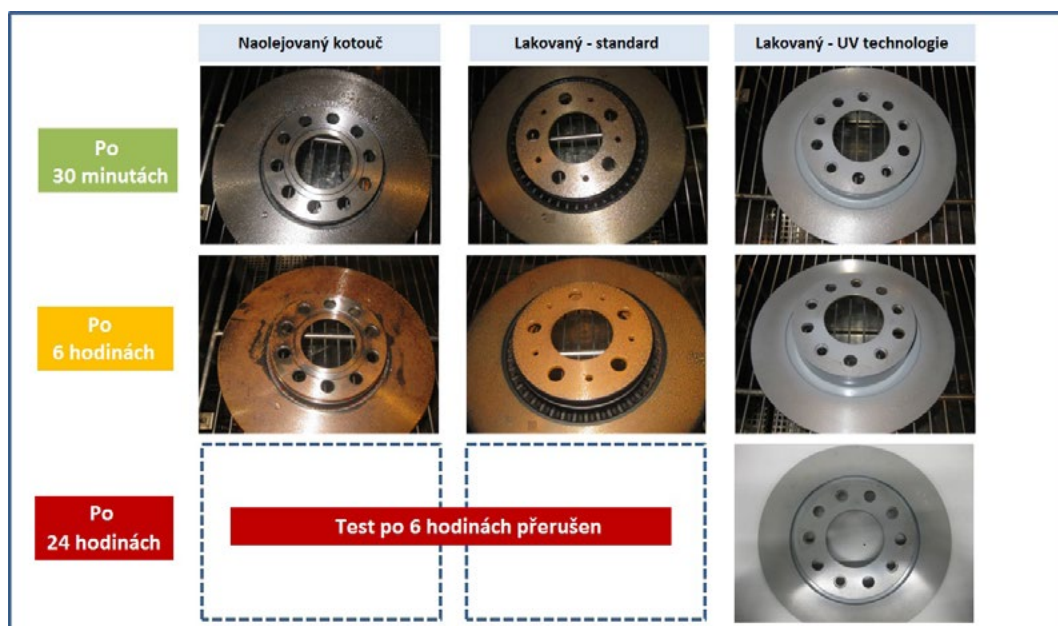 Naolejovaný kotouč
Lakovaný - standard
Lakovaný - UV technologie
Po
30 minutách
Po
6 hodinách
Po
24 hodinách
Test po 6 hodinách přerušen